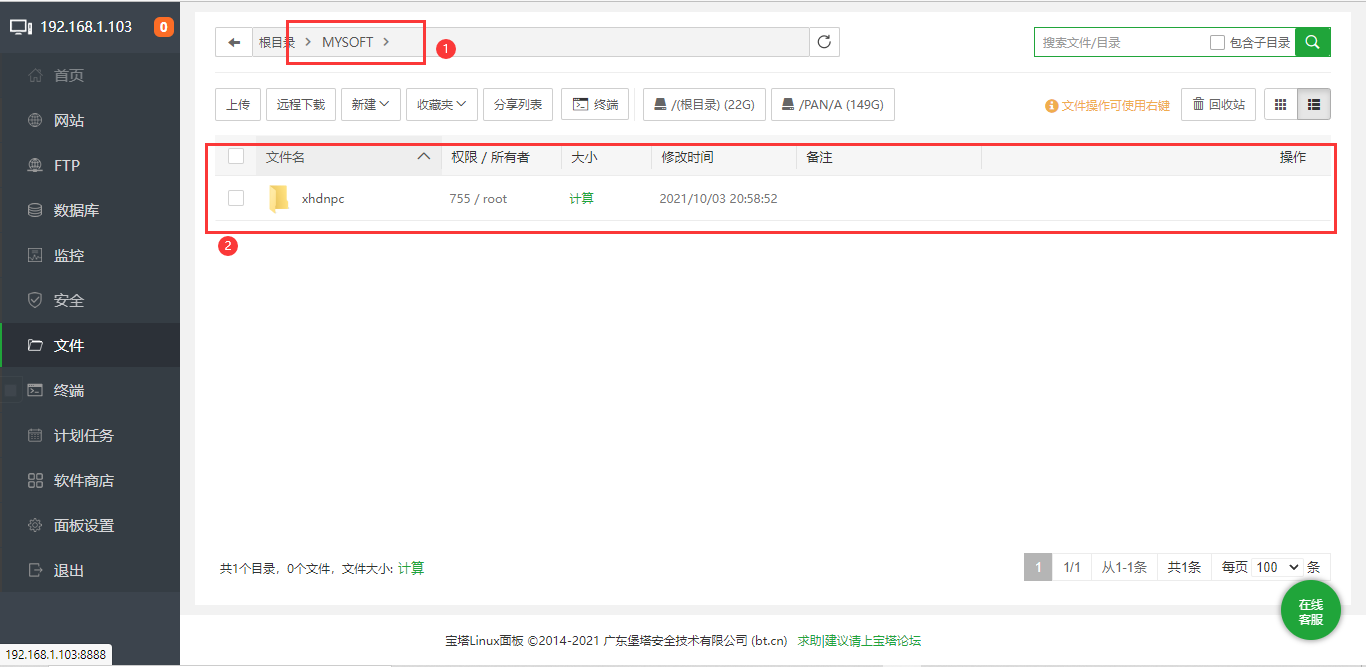 192.168.1.103 0
首页
网站
FTP
数据库
监控
安全
文件
终端
计划任务
软件商店
面板设置
退出
192.168.1.103:8888
根目录 MYSOFT 1
搜索文件/目录 包含子目录
上传 远程下载 新建 收藏夹 分享列表 终端 /(根目录) (22G) /PAN/A (149G) 文件操作可使用右键 回收站
文件名 权限 / 所有者 大小 修改时间 备注 操作
xhdnpc 755 / root 计算 2021/10/03 20:58:52
2
共1个目录，0个文件，文件大小: 计算 1 1/1 从1-1条 共1条 每页 100 条
在线
客服
宝塔Linux面板 ©2014-2021 广东堡塔安全技术有限公司 (bt.cn) 求助|建议请上宝塔论坛